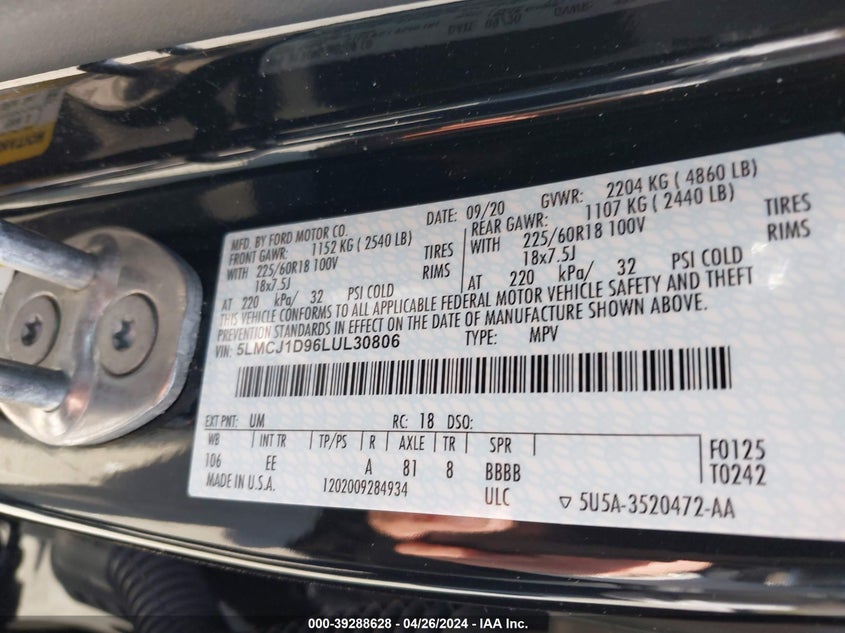 09/20
GVWR:
MFD. BY FORD MOTOR CO. DATE: 09/20 GVWR: 2204 KG ( 4860 LB)
FRONT GAWR: 1152 KG ( 2540 LB) REAR GAWR: 1107 KG ( 2440 LB)
WITH 225/60R18 100V TIRES WITH 225/60R18 100V TIRES
18x7.5J RIMS 18x7.5J RIMS
AT 220 kPa/ 32 PSI COLD AT 220 kPa/ 32 PSI COLD
THIS VEHICLE CONFORMS TO ALL APPLICABLE FEDERAL MOTOR VEHICLE SAFETY AND THEFT
PREVENTION STANDARDS IN EFFECT ON THE DATE OF MANUFACTURE SHOWN ABOVE.
VIN: 5LMCJ1D96LUL30806 TYPE: MPV
EXT PNT: UM RC: 18 DSO:
WB INT TR TP/PS R AXLE TR SPR F0125
106 EE A 81 8 BBBB T0242
MADE IN U.S.A. 1202009284934 ULC ▽ 5U5A-3520472-AA
000-39288628 - 04/26/2024 - IAA Inc.